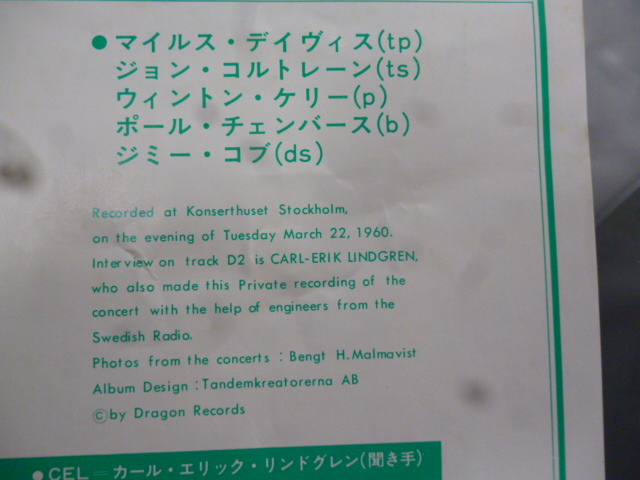 ●マイルス・デイヴィス(tp)
ジョン・コルトレーン(ts)
ウィントン・ケリー(p)
ポール・チェンバース(b)
ジミー・コブ(ds)
Recorded at Konserthuset Stockholm,
on the evening of Tuesday March 22, 1960.
Interview on track D2 is CARL-ERIK LINDGREN,
who also made this Private recording of the
concert with the help of engineers from the
Swedish Radio.
Photos from the concerts : Bengt H. Malmavist
Album Design : Tandemkreatorerna AB
©by Dragon Records
●CEL=カール・エリック・リンドグレン(聞き手)